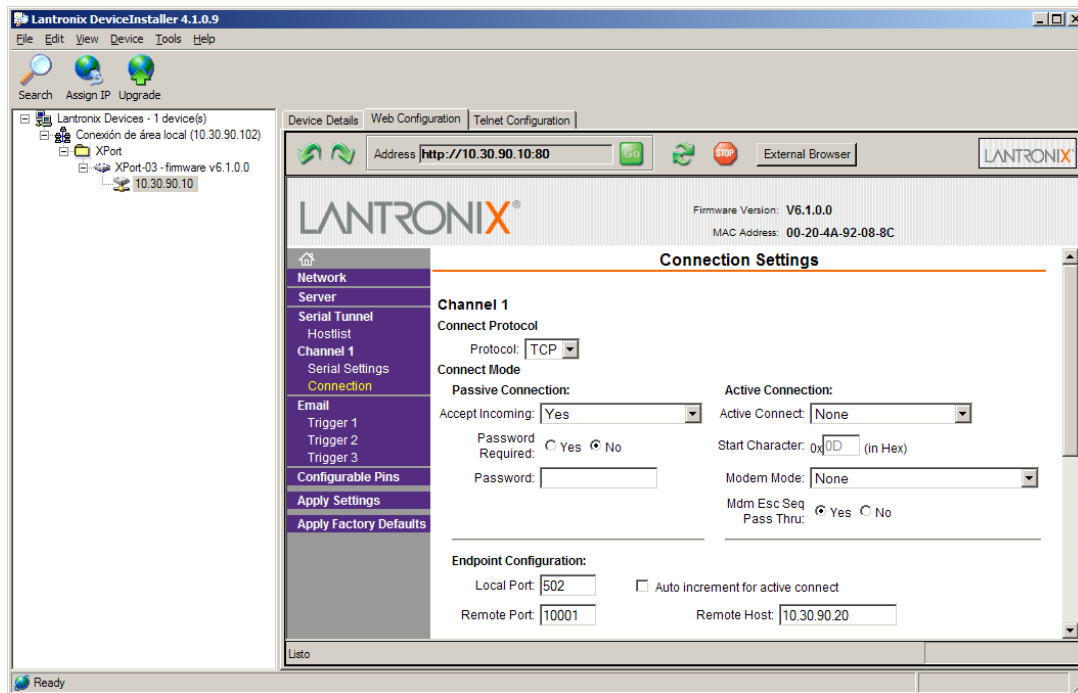 Lantronix DeviceInstaller 4.1.0.9
File Edit View Device Tools Help
Search Assign IP Upgrade
Lantronix Devices - 1 device(s)
Conexión de área local (10.30.90.102)
XPort
XPort-03 - firmware v6.1.0.0
10.30.90.10
Device Details Web Configuration Telnet Configuration
Address http://10.30.90.10:80 Go STOP External Browser LANTRONIX
LANTRONIX®
Firmware Version: V6.1.0.0
MAC Address: 00-20-4A-92-08-8C
Network
Server
Serial Tunnel
Hostlist
Channel 1
Serial Settings
Connection
Email
Trigger 1
Trigger 2
Trigger 3
Configurable Pins
Apply Settings
Apply Factory Defaults
Connection Settings
Channel 1
Connect Protocol
Protocol: TCP
Connect Mode
Passive Connection: Active Connection:
Accept Incoming: Yes Active Connect: None
Password Required: Yes No Start Character: 0x 0D (in Hex)
Password: Modem Mode: None
Mdm Esc Seq Pass Thru: Yes No
Endpoint Configuration:
Local Port: 502 Auto increment for active connect
Remote Port: 10001 Remote Host: 10.30.90.20
Listo
Ready